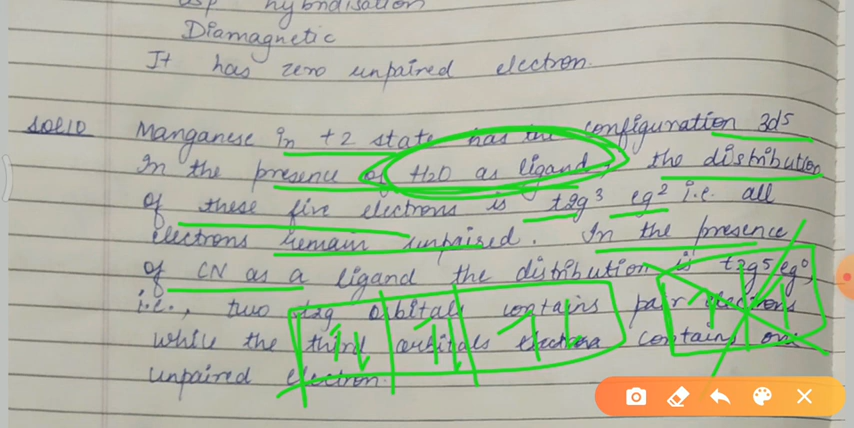 dsp hybridisation
Diamagnetic
It has zero unpaired electron.
Sol10 Manganese in +2 state has the configuration 3d5
In the presence of H2O as ligand, the distribution
of these five electrons is t2g3 eg2 i.e. all
electrons remain unpaired. In the presence
of CN as a ligand the distribution is t2g5 eg0
i.e., two t2g orbitals contains pair electrons
while the third orbitals electron contains one
unpaired electron.